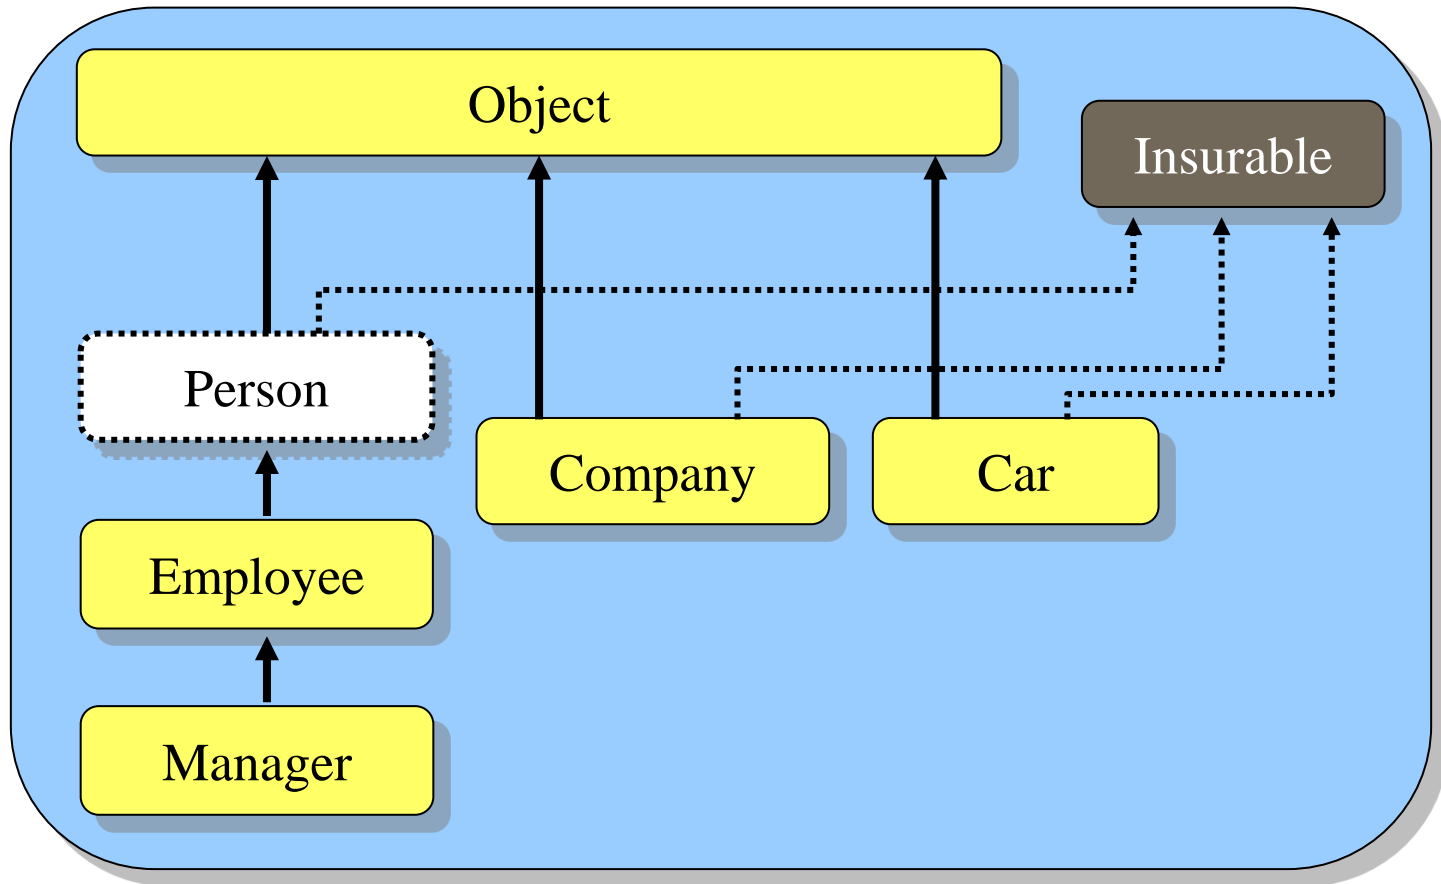 Object
Insurable
Person
Company
Car
Employee
Manager